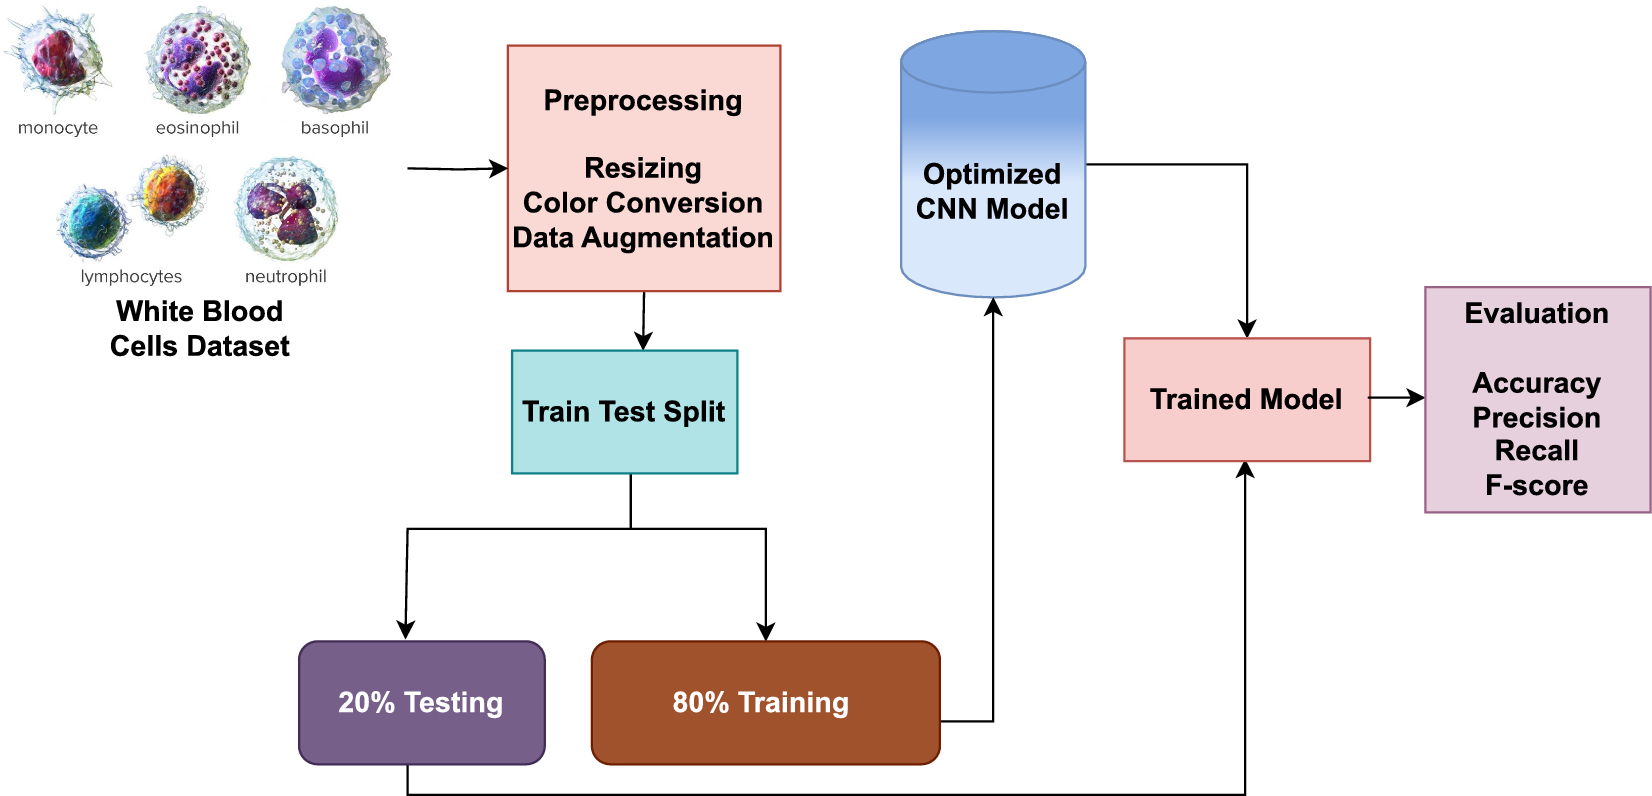 monocyte
eosinophil
basophil
lymphocytes
neutrophil
White Blood
Cells Dataset
Preprocessing
Resizing
Color Conversion
Data Augmentation
Train Test Split
20% Testing
80% Training
Optimized
CNN Model
Trained Model
Evaluation
Accuracy
Precision
Recall
F-score